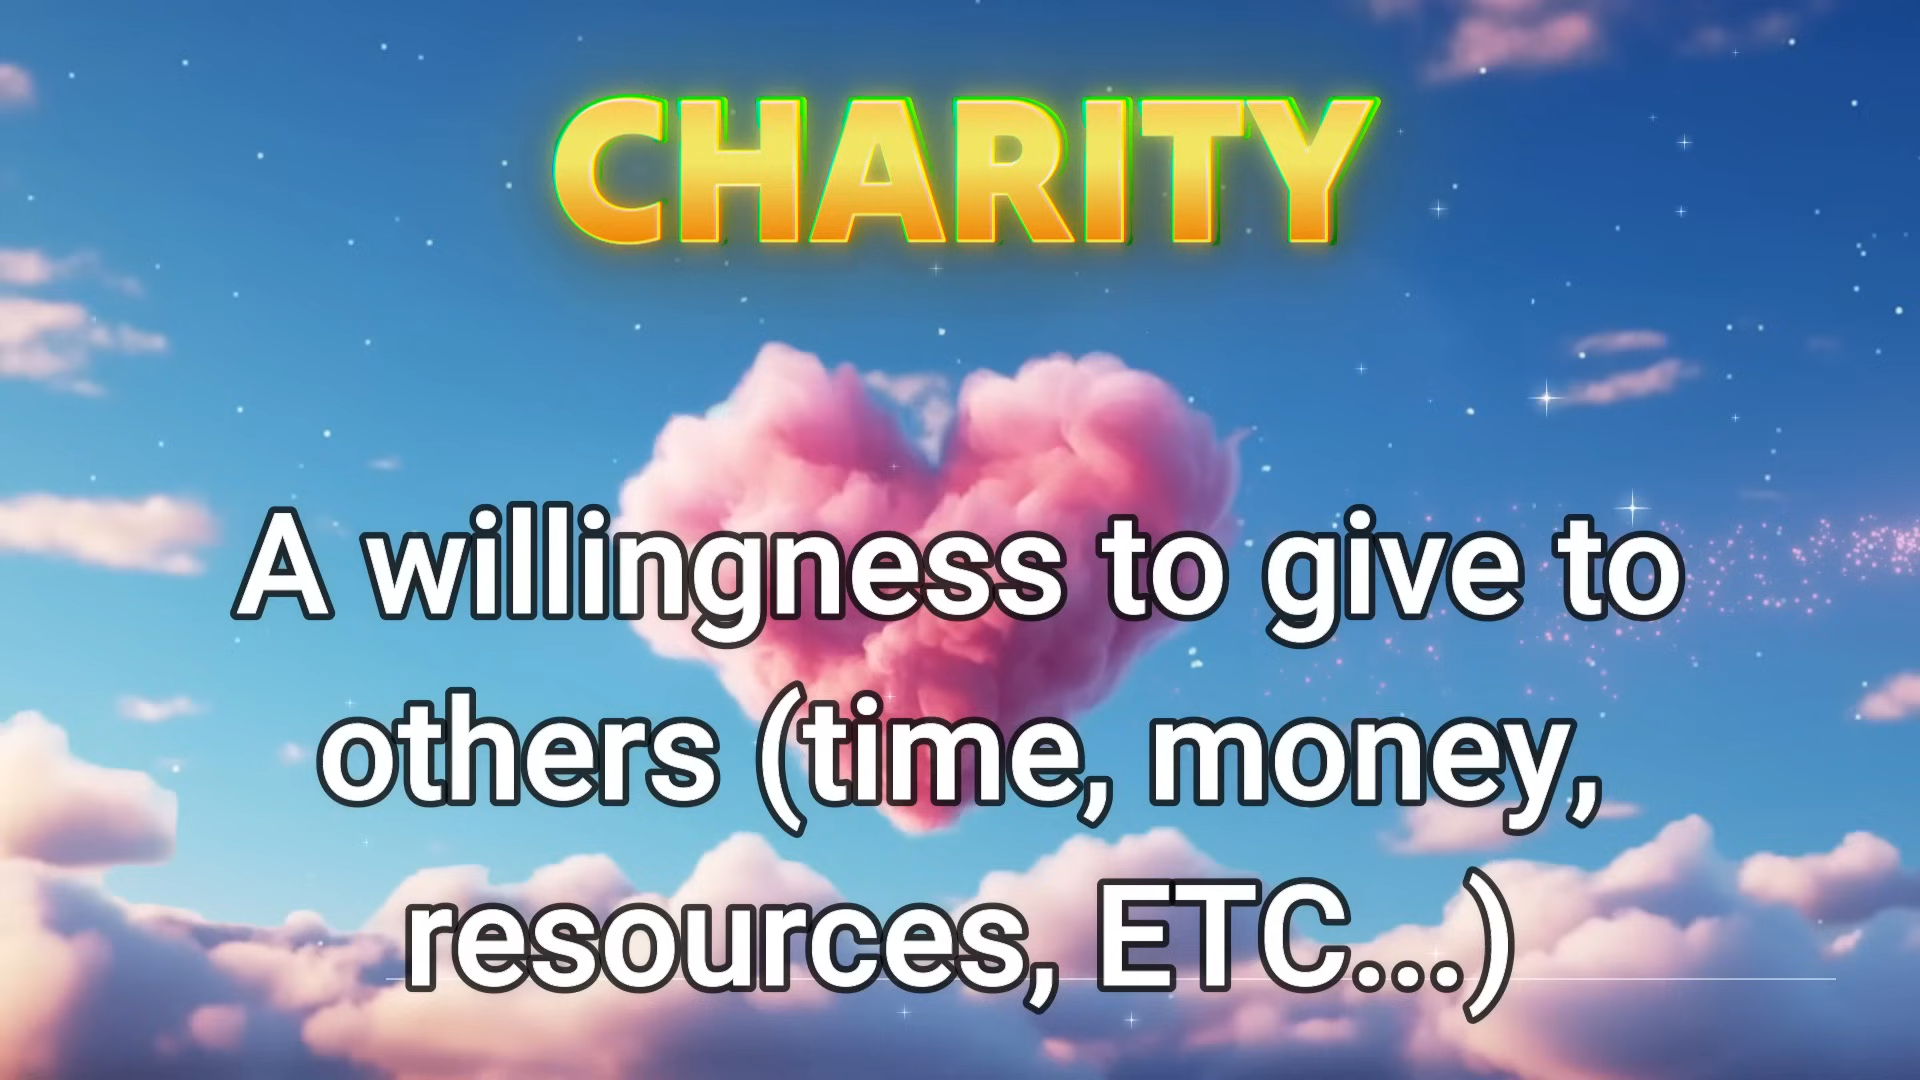 CHARITY
A willingness to give to
others (time, money,
resources, ETC...)